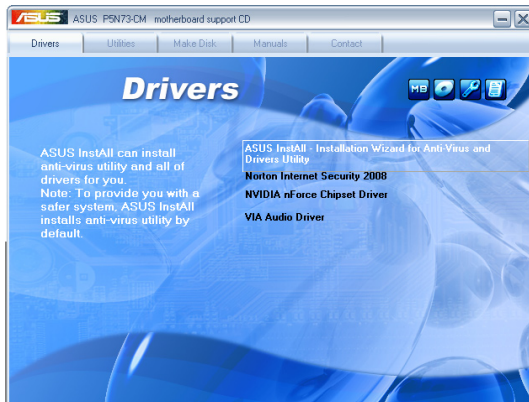 ASUS ASUS P5N73-CM motherboard support CD
Drivers Utilities Make Disk Manuals Contact
Drivers
MB
ASUS InstAll can install
anti-virus utility and all of
drivers for you.
Note: To provide you with a
safer system, ASUS InstAll
installs anti-virus utility by
default.
ASUS InstAll - Installation Wizard for Anti-Virus and
Drivers Utility
Norton Internet Security 2008
NVIDIA nForce Chipset Driver
VIA Audio Driver